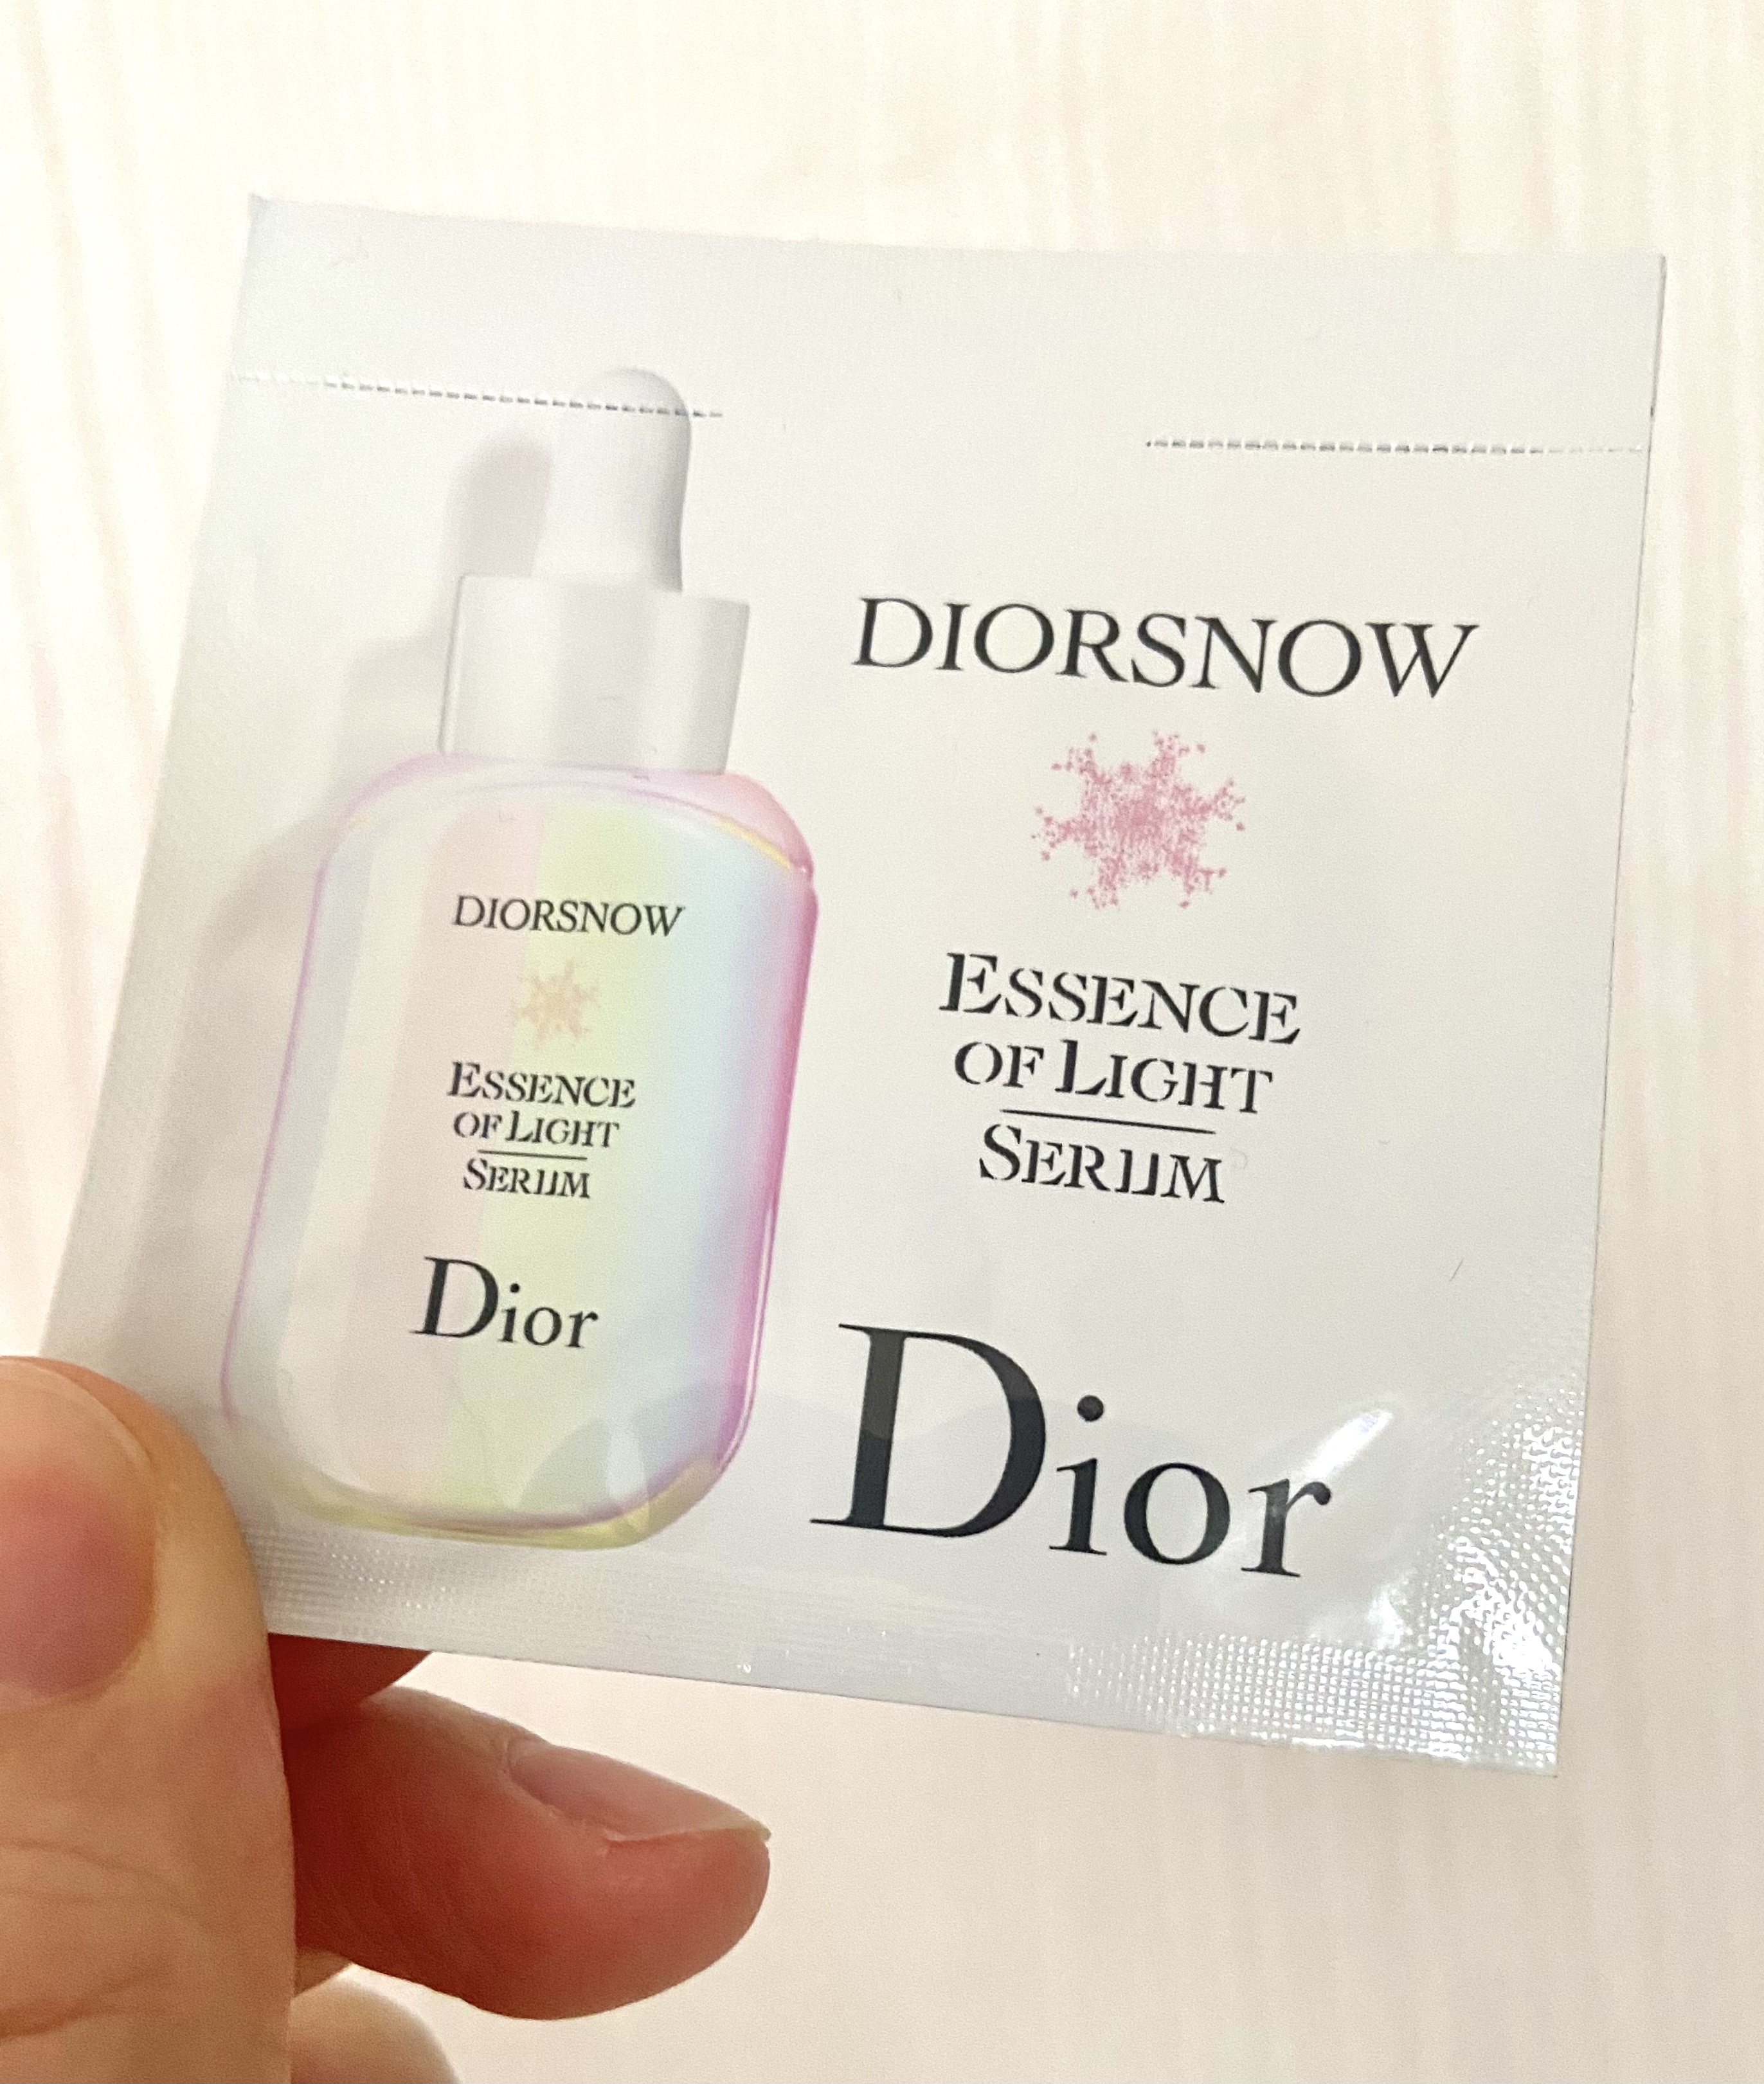 DIORSNOW
ESSENCE
OF LIGHT
SERUM
Dior
DIORSNOW
ESSENCE
OF LIGHT
SERUM
Dior